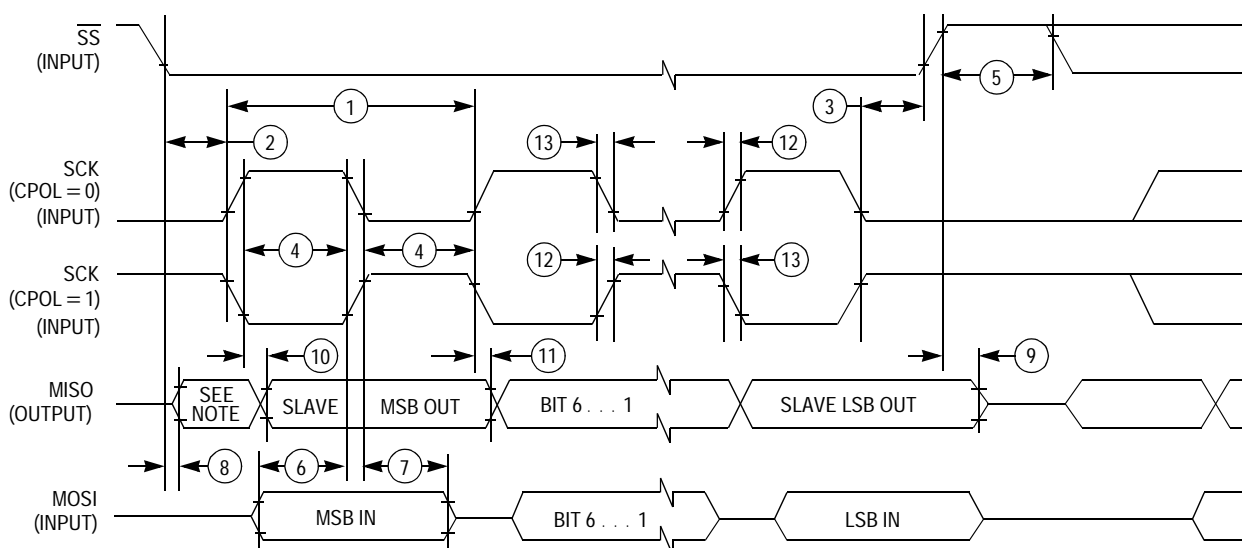 SS
(INPUT)
1
5
3
2
13
12
SCK
(CPOL = 0)
(INPUT)
4
4
SCK
(CPOL = 1)
(INPUT)
12
13
10
11
9
MISO
(OUTPUT)
SEE
NOTE
SLAVE
MSB OUT
BIT 6 . . . 1
SLAVE LSB OUT
8
6
7
MOSI
(INPUT)
MSB IN
BIT 6 . . . 1
LSB IN